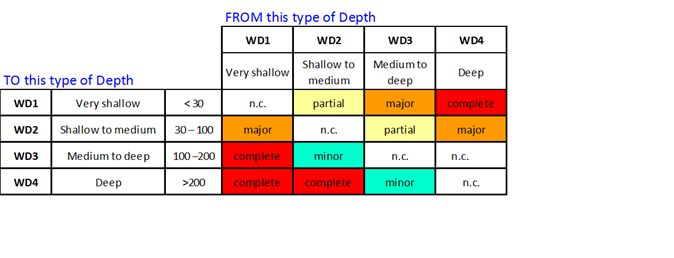 FROM this type of Depth
WD1 WD2 WD3 WD4
TO this type of Depth
Very shallow Shallow to medium Medium to deep Deep
WD1 Very shallow < 30 n.c. partial major complete
WD2 Shallow to medium 30 – 100 major n.c. partial major
WD3 Medium to deep 100 –200 complete minor n.c. n.c.
WD4 Deep >200 complete complete minor n.c.